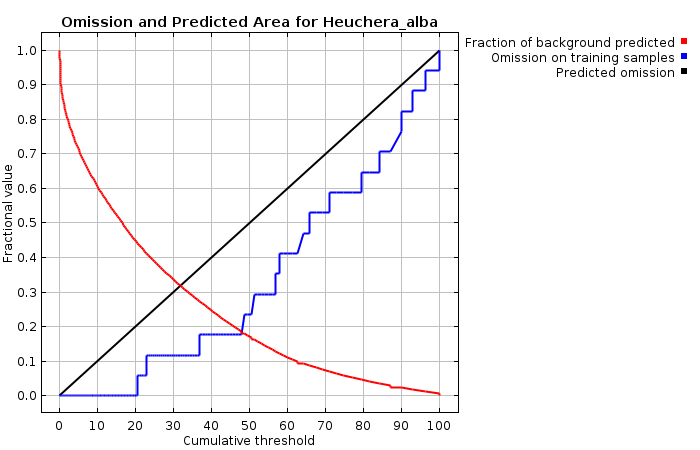 Omission and Predicted Area for Heuchera_alba
Fraction of background predicted
Omission on training samples
Predicted omission
Fractional value
1.0
0.9
0.8
0.7
0.6
0.5
0.4
0.3
0.2
0.1
0.0
0 10 20 30 40 50 60 70 80 90 100
Cumulative threshold